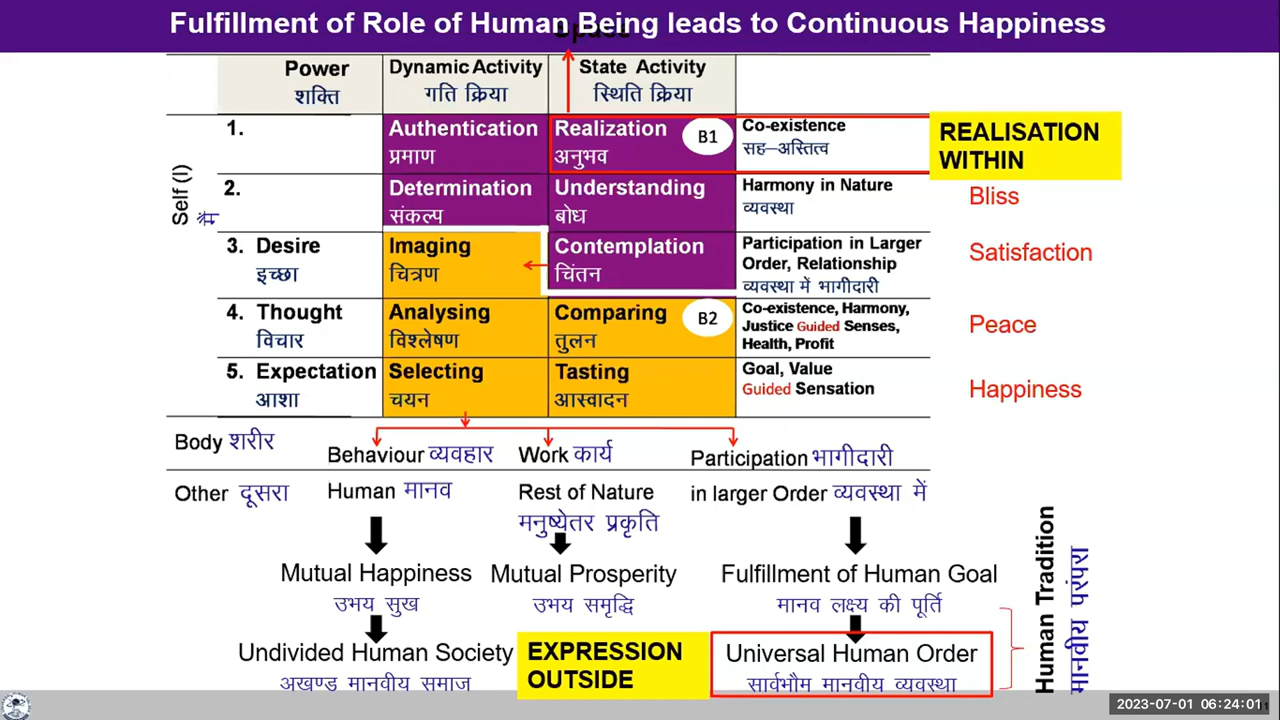 Fulfillment of Role of Human Being leads to Continuous Happiness
Power
शक्ति
Dynamic Activity
गति क्रिया
State Activity
स्थिति क्रिया
Self (I)
मैं
1.
Authentication
प्रमाण
Realization
अनुभव
B1
Co-existence
सह–अस्तित्व
REALISATION
WITHIN
2.
Determination
संकल्प
Understanding
बोध
Harmony in Nature
व्यवस्था
Bliss
3. Desire
इच्छा
Imaging
चित्रण
Contemplation
चिंतन
Participation in Larger
Order, Relationship
व्यवस्था में भागीदारी
Satisfaction
4. Thought
विचार
Analysing
विश्लेषण
Comparing
तुलन
B2
Co-existence, Harmony,
Justice Guided Senses,
Health, Profit
Peace
5. Expectation
आशा
Selecting
चयन
Tasting
आस्वादन
Goal, Value
Guided Sensation
Happiness
Body शरीर
Behaviour व्यवहार
Work कार्य
Participation भागीदारी
Other दूसरा
Human मानव
Rest of Nature
मनुष्येतर प्रकृति
in larger Order व्यवस्था में
Mutual Happiness
उभय सुख
Mutual Prosperity
उभय समृद्धि
Fulfillment of Human Goal
मानव लक्ष्य की पूर्ति
Undivided Human Society
अखण्ड मानवीय समाज
EXPRESSION
OUTSIDE
Universal Human Order
सार्वभौम मानवीय व्यवस्था
Human Tradition
मानवीय परंपरा
2023-07-01 06:24:01